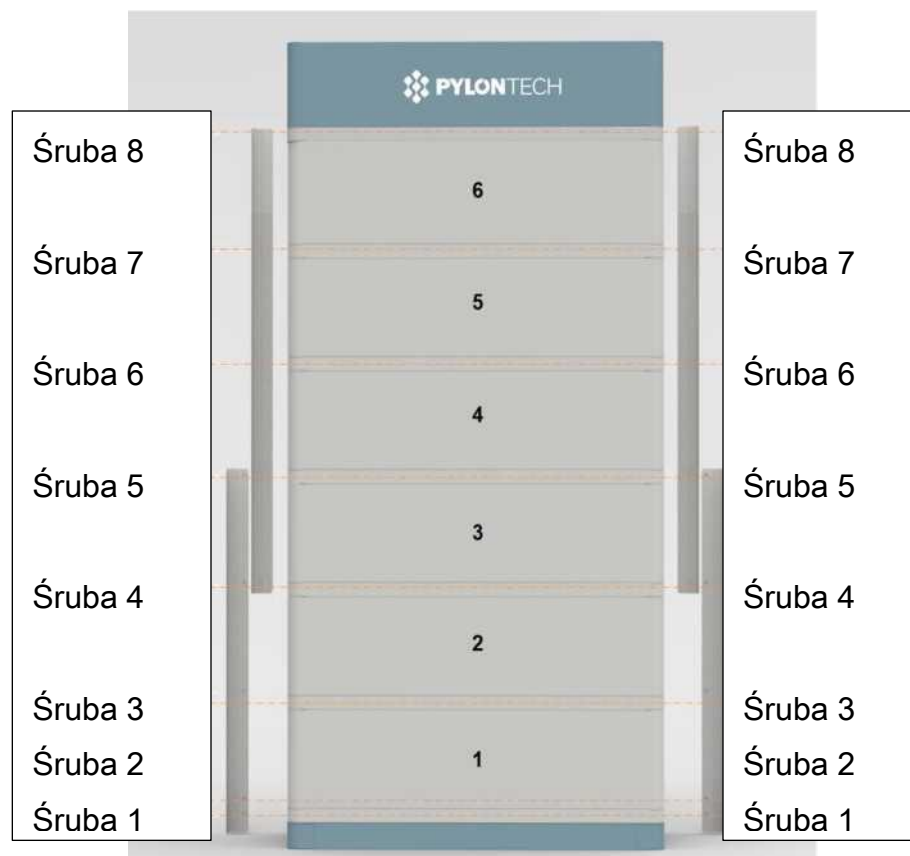 PYLONTECH
Śruba 8
6
Śruba 8
Śruba 7
5
Śruba 7
Śruba 6
4
Śruba 6
Śruba 5
3
Śruba 5
Śruba 4
2
Śruba 4
Śruba 3
Śruba 3
1
Śruba 2
Śruba 2
Śruba 1
Śruba 1